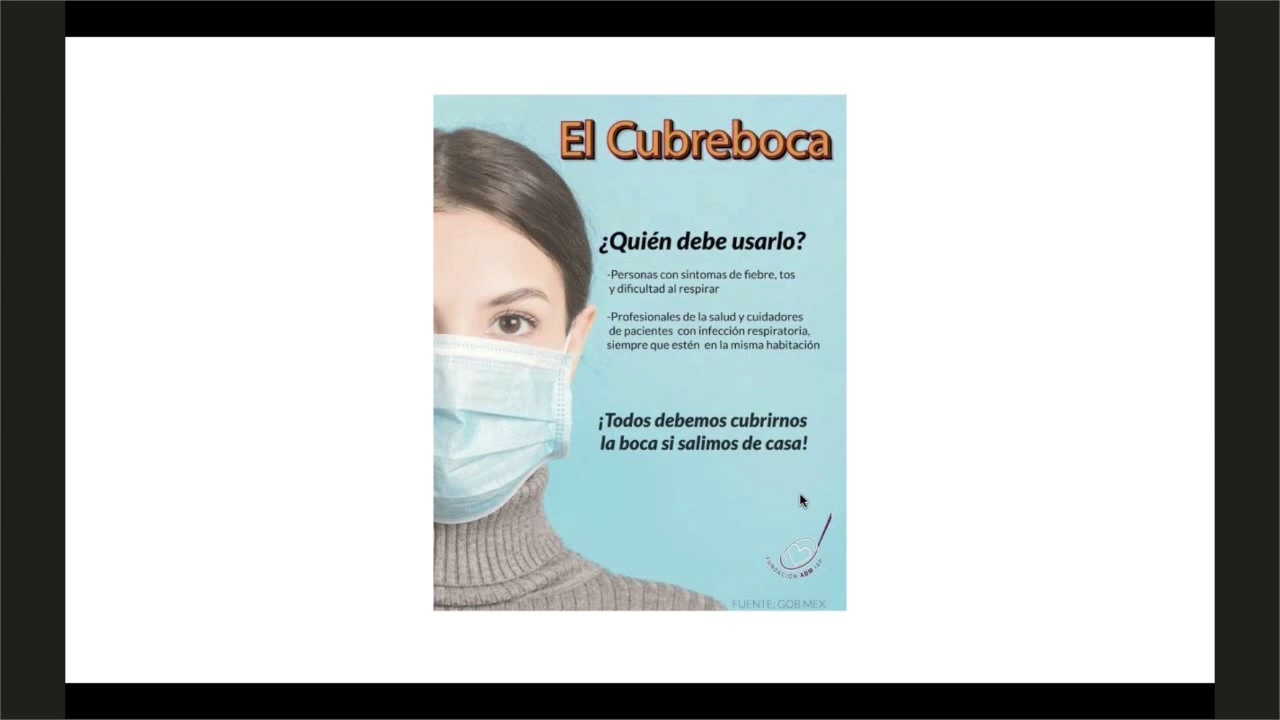 El Cubreboca
¿Quién debe usarlo?
-Personas con sintomas de fiebre, tos
y dificultad al respirar
-Profesionales de la salud y cuidadores
de pacientes con infección respiratoria,
siempre que estén en la misma habitación
¡Todos debemos cubrirnos
la boca si salimos de casa!
FUNDACIÓN ADM IAP
FUENTE: GOB MEX